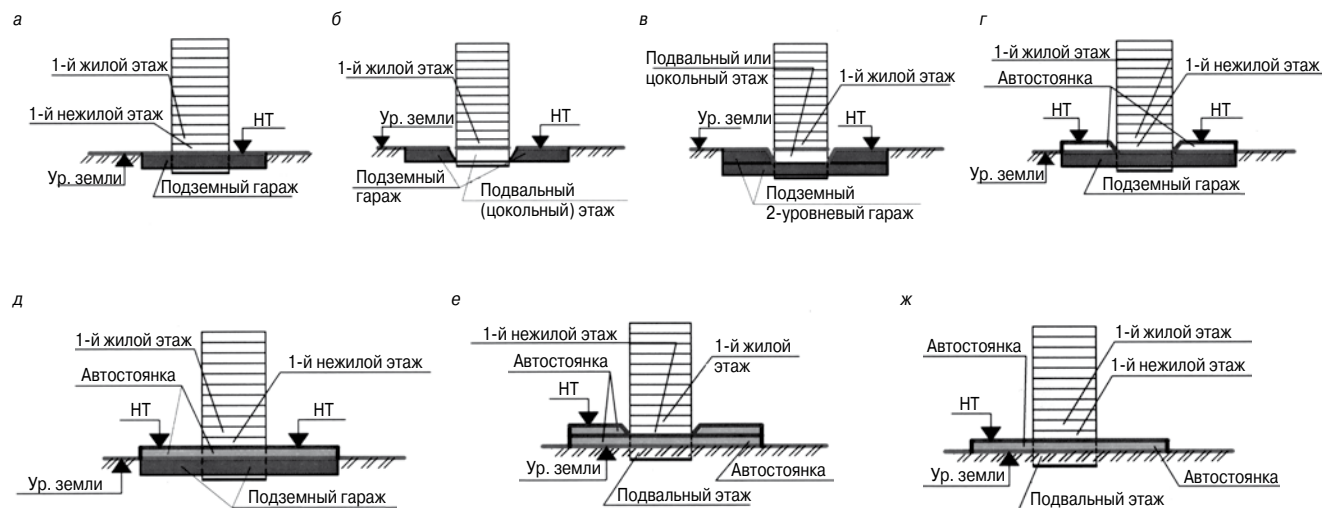 а
1-й жилой этаж
1-й нежилой этаж
НТ
Ур. земли
Подземный гараж
б
1-й жилой этаж
Ур. земли
НТ
Подземный
гараж
Подвальный
(цокольный) этаж
в
Подвальный или
цокольный этаж
1-й жилой этаж
Ур. земли
НТ
Подземный
2-уровневый гараж
г
1-й жилой этаж
1-й нежилой этаж
Автостоянка
НТ
НТ
Ур. земли
Подземный гараж
д
1-й жилой этаж
1-й нежилой этаж
Автостоянка
НТ
НТ
Ур. земли
Подземный гараж
е
1-й нежилой этаж
1-й жилой
этаж
Автостоянка
НТ
Ур. земли
Автостоянка
Подвальный этаж
ж
1-й жилой этаж
Автостоянка
1-й нежилой этаж
НТ
Ур. земли
Автостоянка
Подвальный этаж